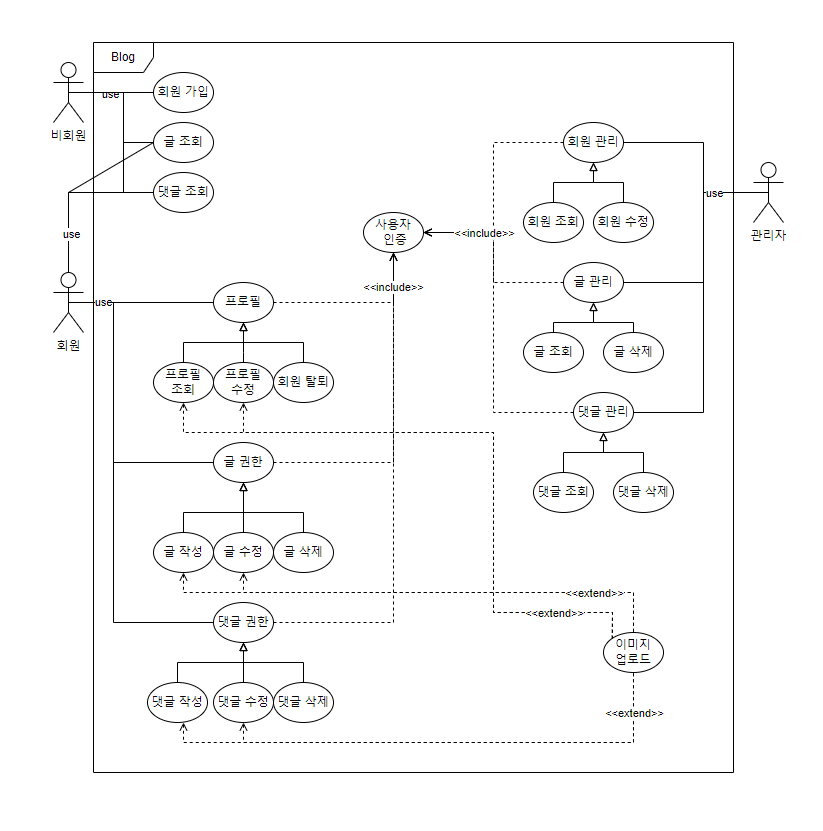 Blog
use
회원 가입
비회원
글 조회
댓글 조회
use
회원
use
사용자
인증
<<include>>
<<include>>
회원 관리
회원 조회
회원 수정
use
관리자
글 관리
글 조회
글 삭제
댓글 관리
댓글 조회
댓글 삭제
프로필
프로필
조회
프로필
수정
회원 탈퇴
글 권한
글 작성
글 수정
글 삭제
<<extend>>
<<extend>>
댓글 권한
이미지
업로드
댓글 작성
댓글 수정
댓글 삭제
<<extend>>